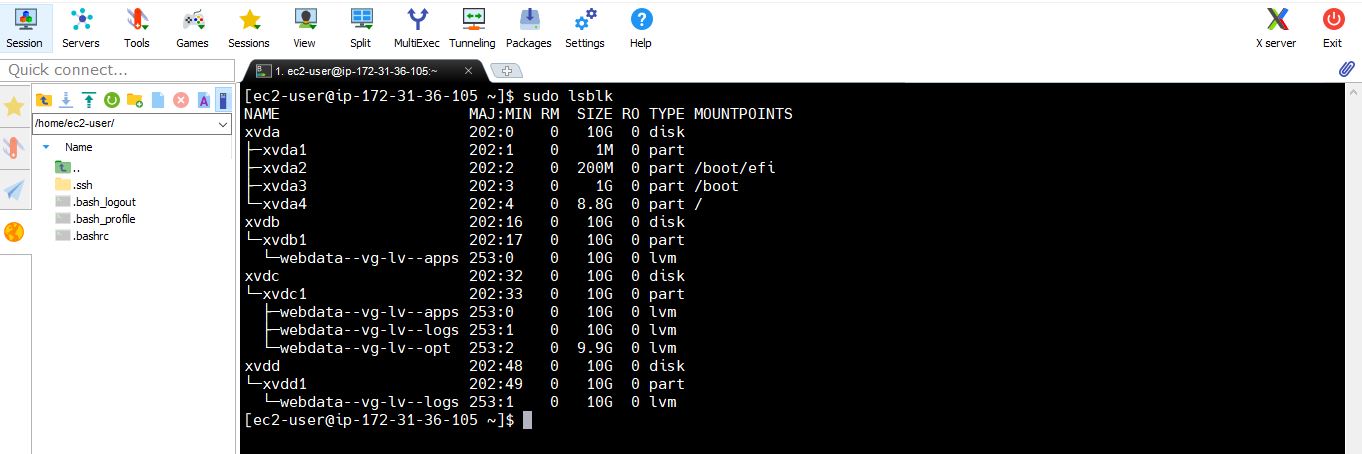 Session Servers Tools Games Sessions View Split MultiExec Tunneling Packages Settings Help X server Exit
Quick connect...
1. ec2-user@ip-172-31-36-105:~
/home/ec2-user/
Name
..
.ssh
.bash_logout
.bash_profile
.bashrc
[ec2-user@ip-172-31-36-105 ~]$ sudo lsblk
NAME                    MAJ:MIN RM  SIZE RO TYPE MOUNTPOINTS
xvda                    202:0    0   10G  0 disk
├─xvda1                 202:1    0    1M  0 part
├─xvda2                 202:2    0  200M  0 part /boot/efi
├─xvda3                 202:3    0    1G  0 part /boot
└─xvda4                 202:4    0  8.8G  0 part /
xvdb                    202:16   0   10G  0 disk
└─xvdb1                 202:17   0   10G  0 part
  └─webdata--vg-lv--apps 253:0    0   10G  0 lvm
xvdc                    202:32   0   10G  0 disk
└─xvdc1                 202:33   0   10G  0 part
  ├─webdata--vg-lv--apps 253:0    0   10G  0 lvm
  ├─webdata--vg-lv--logs 253:1    0   10G  0 lvm
  └─webdata--vg-lv--opt  253:2    0  9.9G  0 lvm
xvdd                    202:48   0   10G  0 disk
└─xvdd1                 202:49   0   10G  0 part
  └─webdata--vg-lv--logs 253:1    0   10G  0 lvm
[ec2-user@ip-172-31-36-105 ~]$